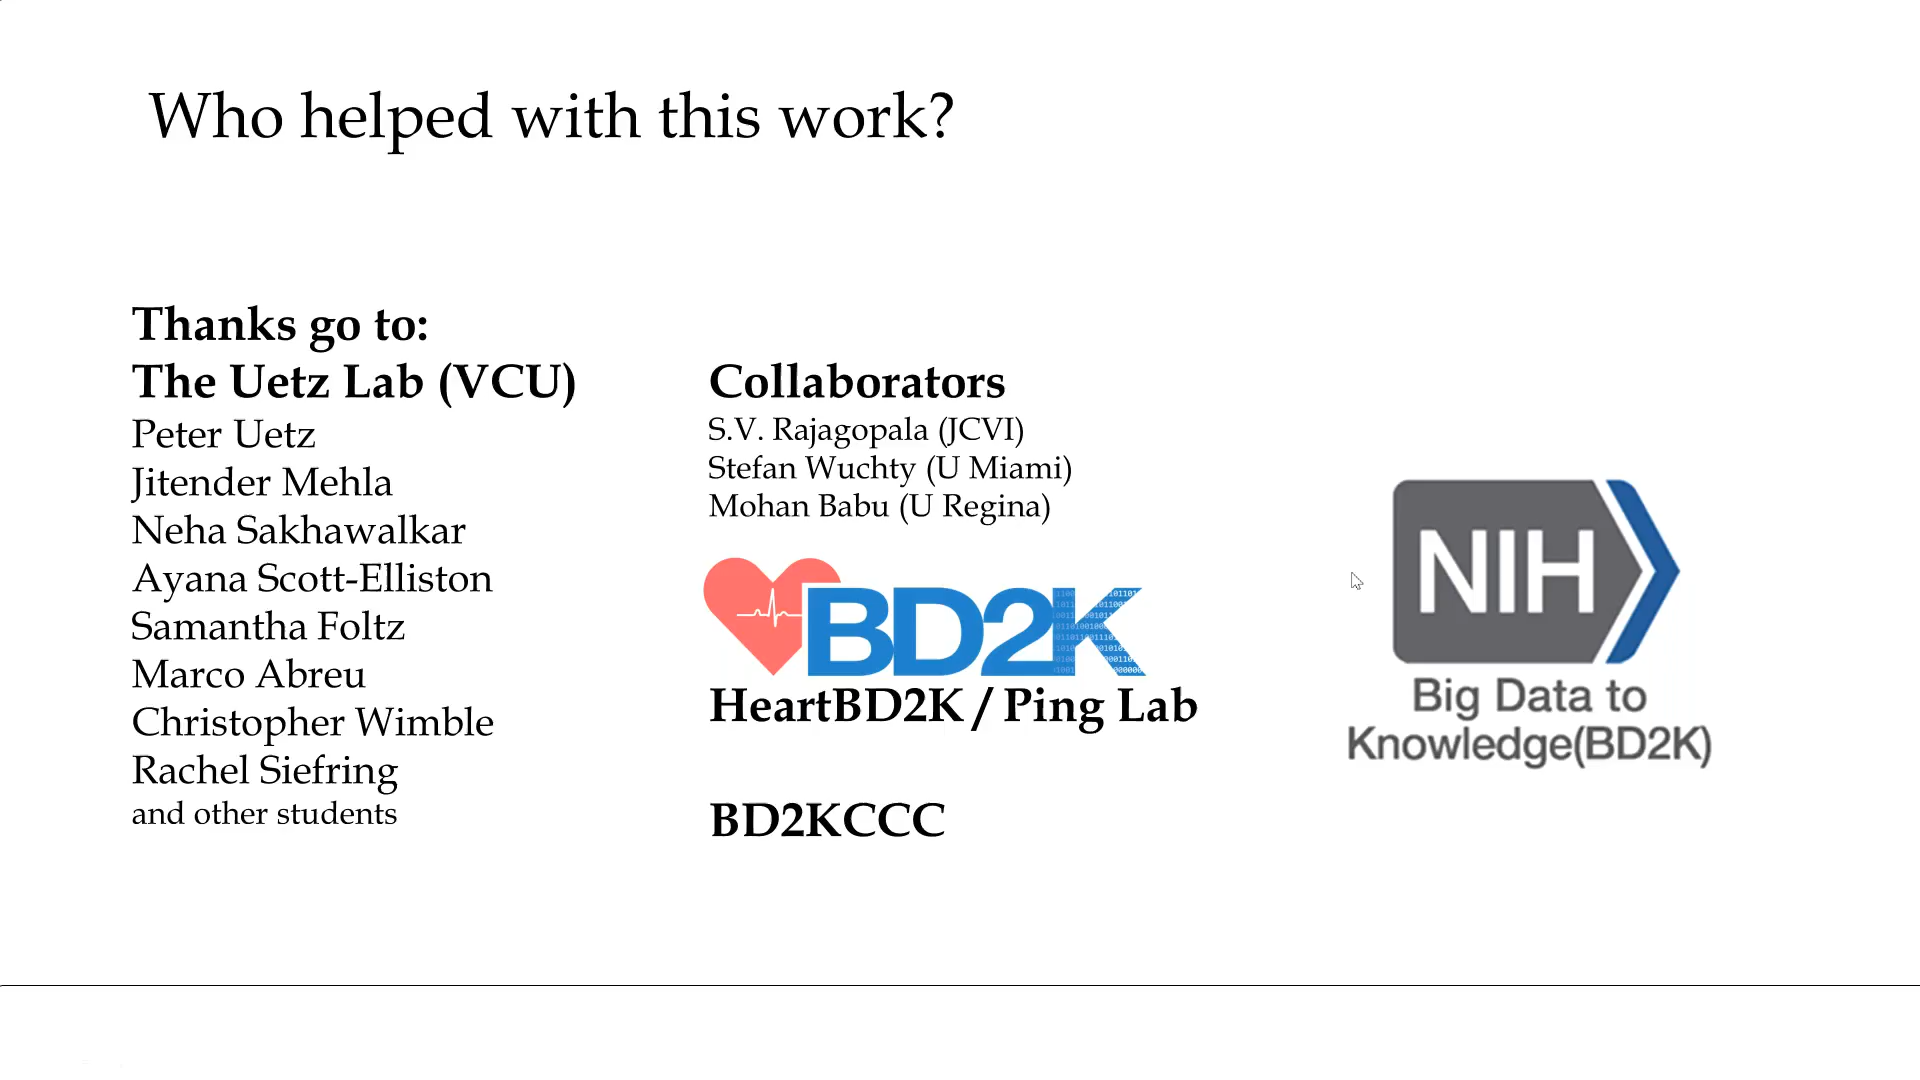 Who helped with this work?
Thanks go to:
The Uetz Lab (VCU)
Peter Uetz
Jitender Mehla
Neha Sakhawalkar
Ayana Scott-Elliston
Samantha Foltz
Marco Abreu
Christopher Wimble
Rachel Siefring
and other students
Collaborators
S.V. Rajagopala (JCVI)
Stefan Wuchty (U Miami)
Mohan Babu (U Regina)
BD2K
HeartBD2K / Ping Lab
BD2KCCC
NIH
Big Data to
Knowledge(BD2K)